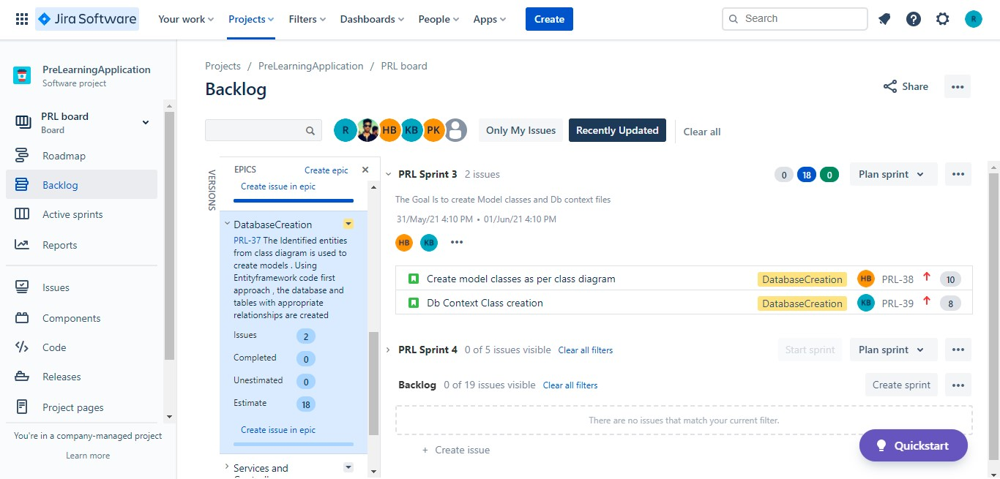 Jira Software
Your work
Projects
Filters
Dashboards
People
Apps
Create
Search
R
PreLearningApplication
Software project
PRL board
Board
Roadmap
Backlog
Active sprints
Reports
Issues
Components
Code
Releases
Project pages
You're in a company-managed project
Learn more
Projects / PreLearningApplication / PRL board
Backlog
Share
R
HB
KB
PK
Only My Issues
Recently Updated
Clear all
VERSIONS
EPICS
Create epic
Create issue in epic
DatabaseCreation
PRL-37 The Identified entities
from class diagram is used to
create models . Using
Entityframework code first
approach , the database and
tables with appropriate
relationships are created
Issues 2
Completed 0
Unestimated 0
Estimate 18
Create issue in epic
Services and
PRL Sprint 3 2 issues
0 18 0
Plan sprint
The Goal Is to create Model classes and Db context files
31/May/21 4:10 PM • 01/Jun/21 4:10 PM
HB KB
Create model classes as per class diagram DatabaseCreation HB PRL-38 10
Db Context Class creation DatabaseCreation KB PRL-39 8
PRL Sprint 4 0 of 5 issues visible Clear all filters
Start sprint
Plan sprint
Backlog 0 of 19 issues visible Clear all filters
Create sprint
There are no issues that match your current filter.
+ Create issue
Quickstart